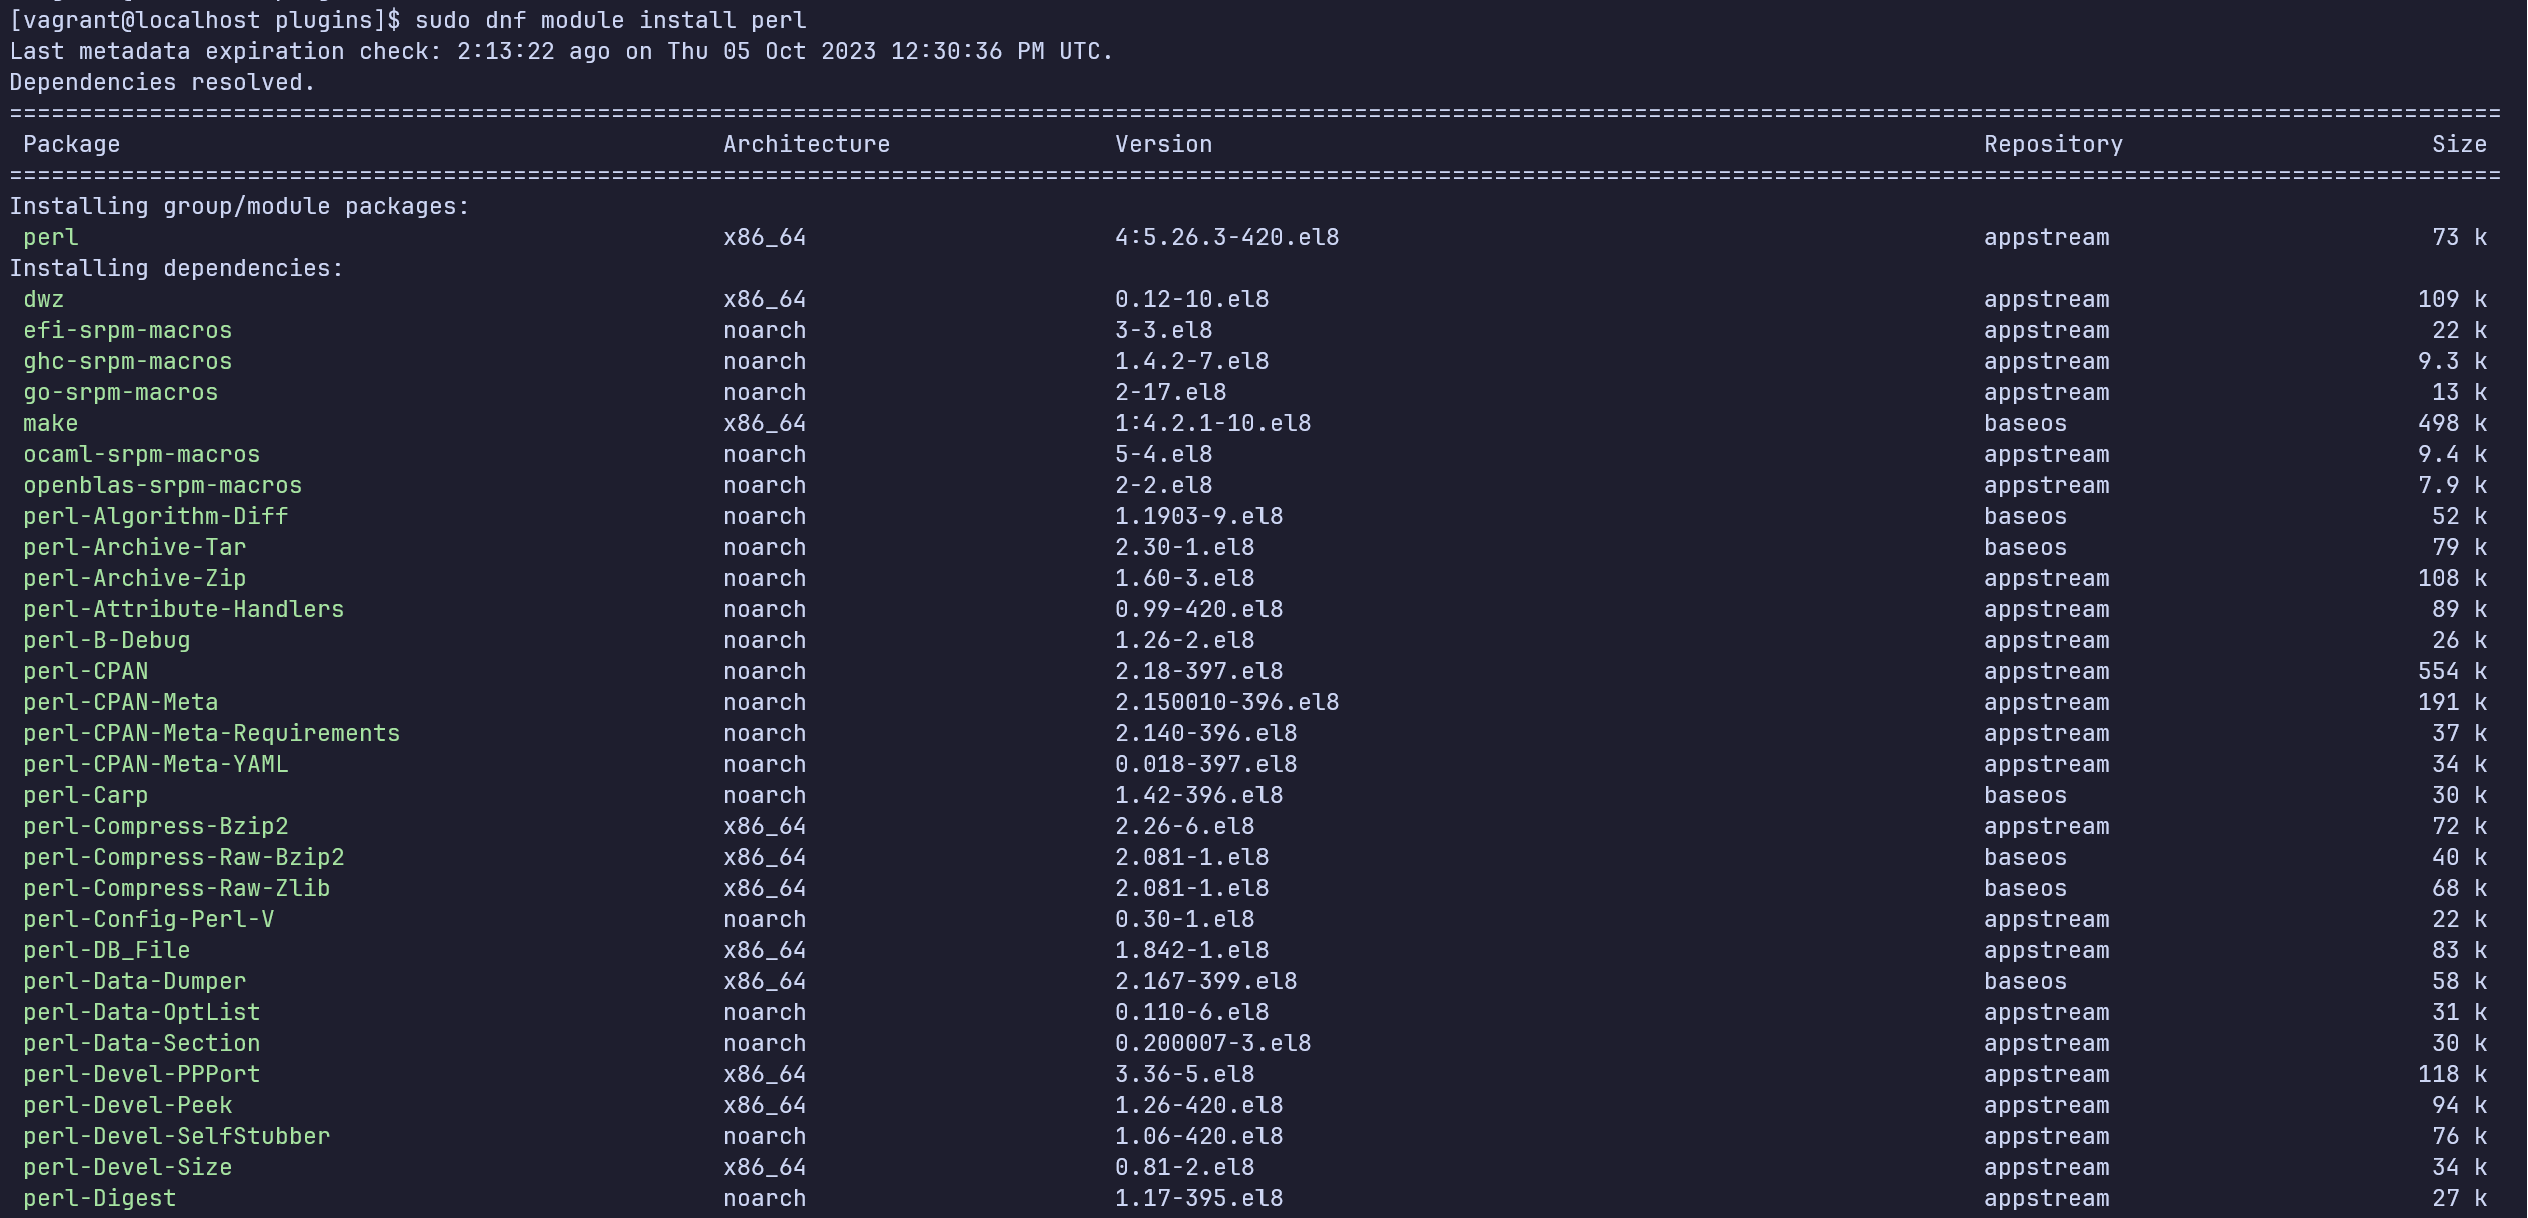 [vagrant@localhost plugins]$ sudo dnf module install perl
Last metadata expiration check: 2:13:22 ago on Thu 05 Oct 2023 12:30:36 PM UTC.
Dependencies resolved.
================================================================================
Package Architecture Version Repository Size
================================================================================
Installing group/module packages:
perl x86_64 4:5.26.3-420.el8 appstream 73 k
Installing dependencies:
dwz x86_64 0.12-10.el8 appstream 109 k
efi-srpm-macros noarch 3-3.el8 appstream 22 k
ghc-srpm-macros noarch 1.4.2-7.el8 appstream 9.3 k
go-srpm-macros noarch 2-17.el8 appstream 13 k
make x86_64 1:4.2.1-10.el8 baseos 498 k
ocaml-srpm-macros noarch 5-4.el8 appstream 9.4 k
openblas-srpm-macros noarch 2-2.el8 appstream 7.9 k
perl-Algorithm-Diff noarch 1.1903-9.el8 baseos 52 k
perl-Archive-Tar noarch 2.30-1.el8 baseos 79 k
perl-Archive-Zip noarch 1.60-3.el8 appstream 108 k
perl-Attribute-Handlers noarch 0.99-420.el8 appstream 89 k
perl-B-Debug noarch 1.26-2.el8 appstream 26 k
perl-CPAN noarch 2.18-397.el8 appstream 554 k
perl-CPAN-Meta noarch 2.150010-396.el8 appstream 191 k
perl-CPAN-Meta-Requirements noarch 2.140-396.el8 appstream 37 k
perl-CPAN-Meta-YAML noarch 0.018-397.el8 appstream 34 k
perl-Carp noarch 1.42-396.el8 baseos 30 k
perl-Compress-Bzip2 x86_64 2.26-6.el8 appstream 72 k
perl-Compress-Raw-Bzip2 x86_64 2.081-1.el8 baseos 40 k
perl-Compress-Raw-Zlib x86_64 2.081-1.el8 baseos 68 k
perl-Config-Perl-V noarch 0.30-1.el8 appstream 22 k
perl-DB_File x86_64 1.842-1.el8 appstream 83 k
perl-Data-Dumper x86_64 2.167-399.el8 baseos 58 k
perl-Data-OptList noarch 0.110-6.el8 appstream 31 k
perl-Data-Section noarch 0.200007-3.el8 appstream 30 k
perl-Devel-PPPort x86_64 3.36-5.el8 appstream 118 k
perl-Devel-Peek x86_64 1.26-420.el8 appstream 94 k
perl-Devel-SelfStubber noarch 1.06-420.el8 appstream 76 k
perl-Devel-Size x86_64 0.81-2.el8 appstream 34 k
perl-Digest noarch 1.17-395.el8 appstream 27 k